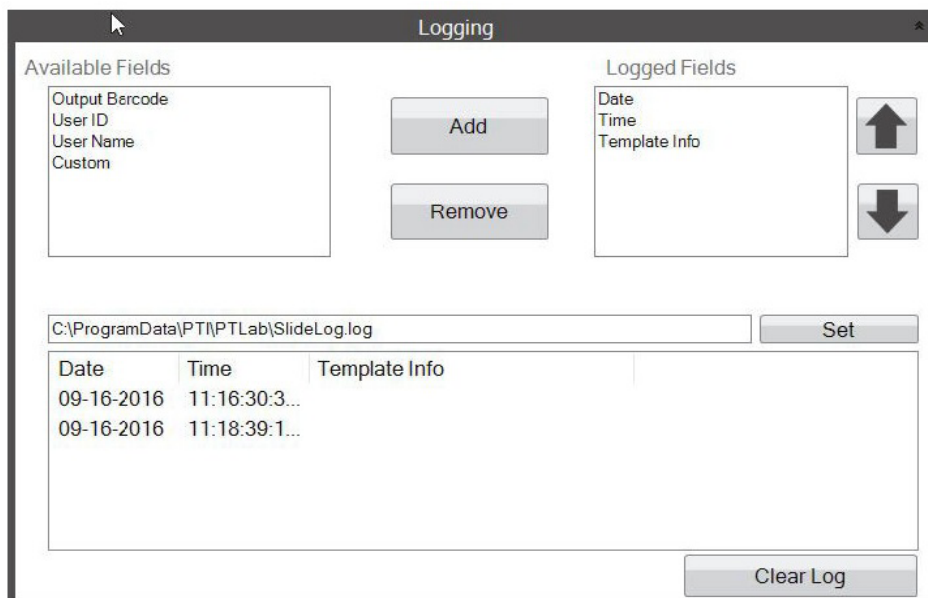 Logging
Available Fields
Logged Fields
Output Barcode
User ID
User Name
Custom
Add
Remove
Date
Time
Template Info
C:\ProgramData\PTI\PTLab\SlideLog.log
Set
Date Time Template Info
09-16-2016 11:16:30:3...
09-16-2016 11:18:39:1...
Clear Log